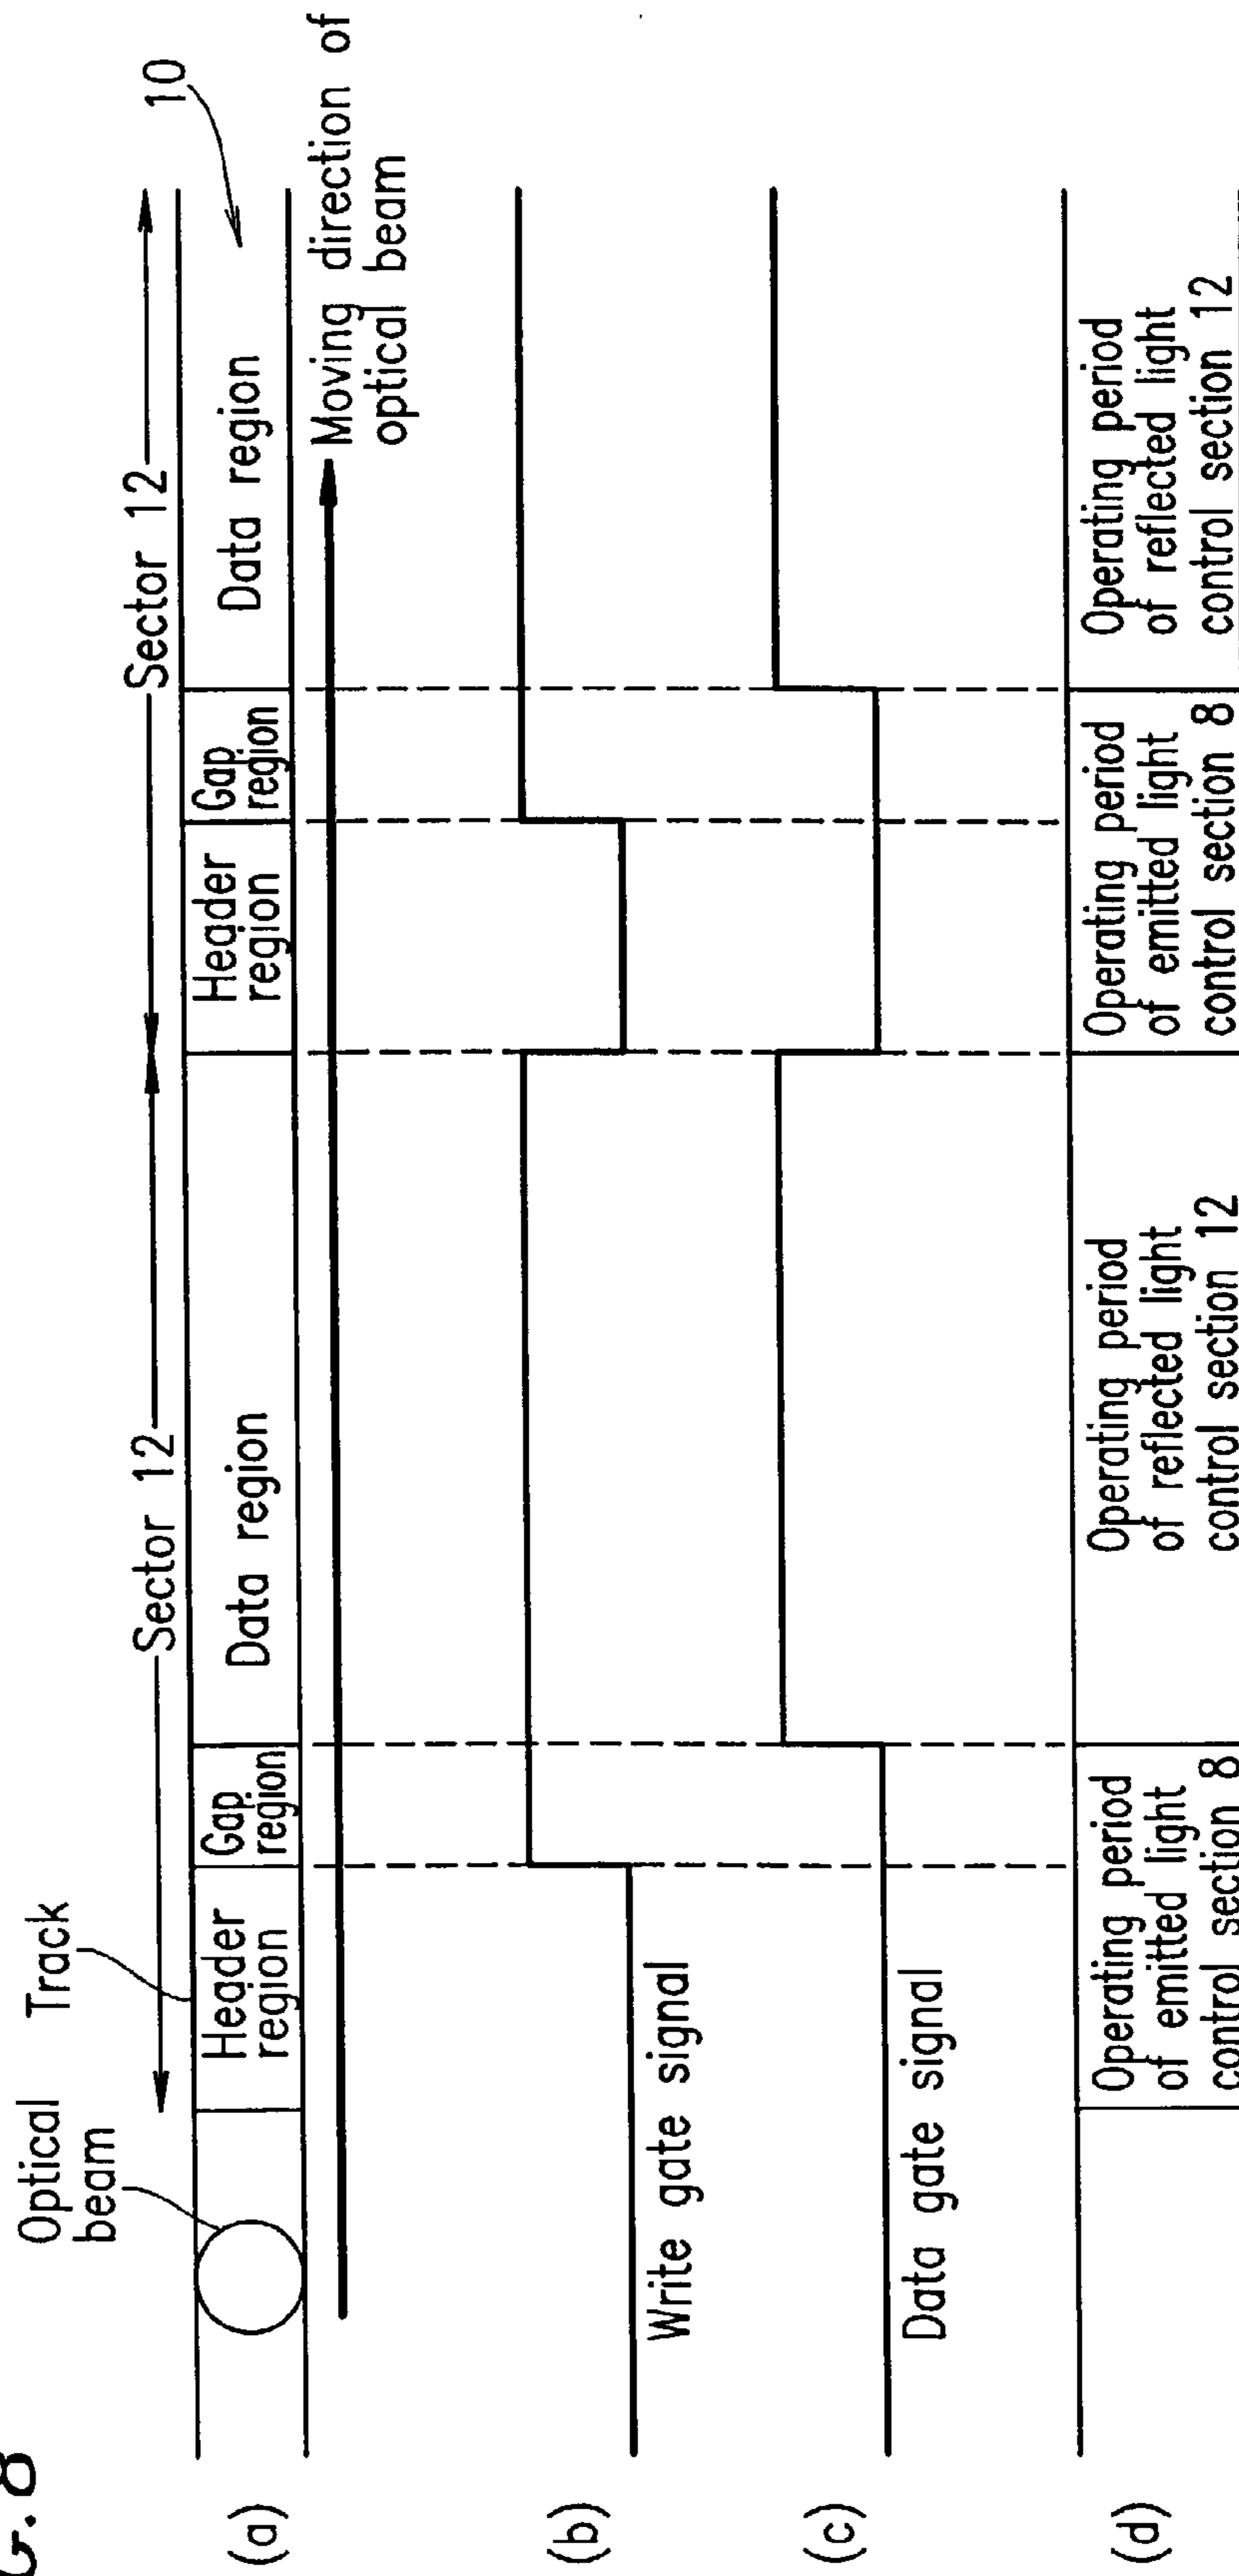 G. 8
Optical
beam
Track
Sector 12
Sector 12
10
(a)
Header
region
Gap
region
Data region
Header
region
Gap
region
Data region
Moving direction of
optical beam
(b)
Write gate signal
(c)
Data gate signal
(d)
Operating period
of emitted light
control section 8
Operating period
of reflected light
control section 12
Operating period
of emitted light
control section 8
Operating period
of reflected light
control section 12